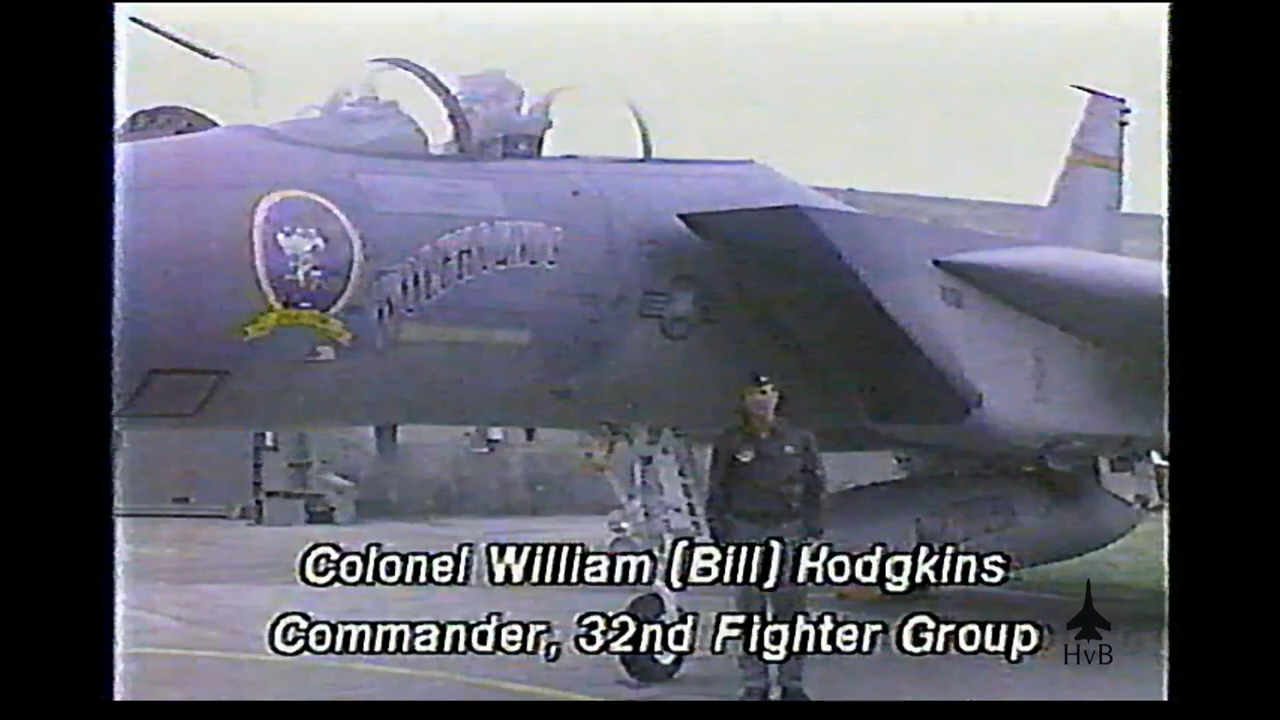 Colonel William (Bill) Hodgkins
Commander, 32nd Fighter Group
HvB